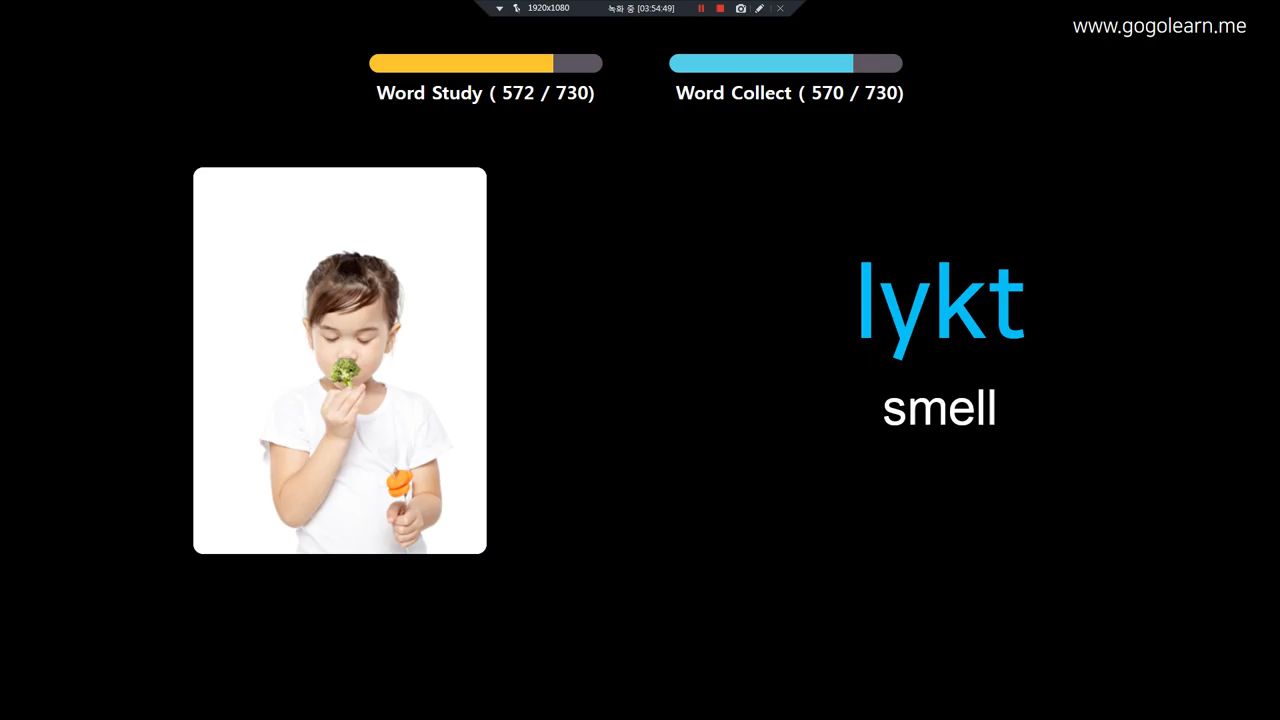 1920x1080 녹화 중 [03:54:49]
www.gogolearn.me
Word Study ( 572 / 730)
Word Collect ( 570 / 730)
lykt
smell